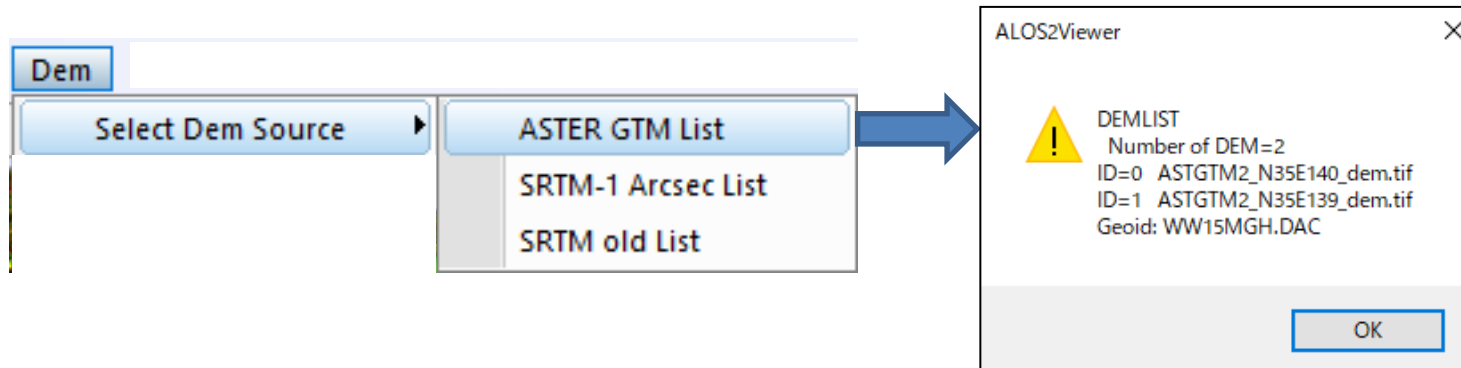 Dem
Select Dem Source
ASTER GTM List
SRTM-1 Arcsec List
SRTM old List
ALOS2Viewer
DEMLIST
Number of DEM=2
ID=0 ASTGTM2_N35E140_dem.tif
ID=1 ASTGTM2_N35E139_dem.tif
Geoid: WW15MGH.DAC
OK